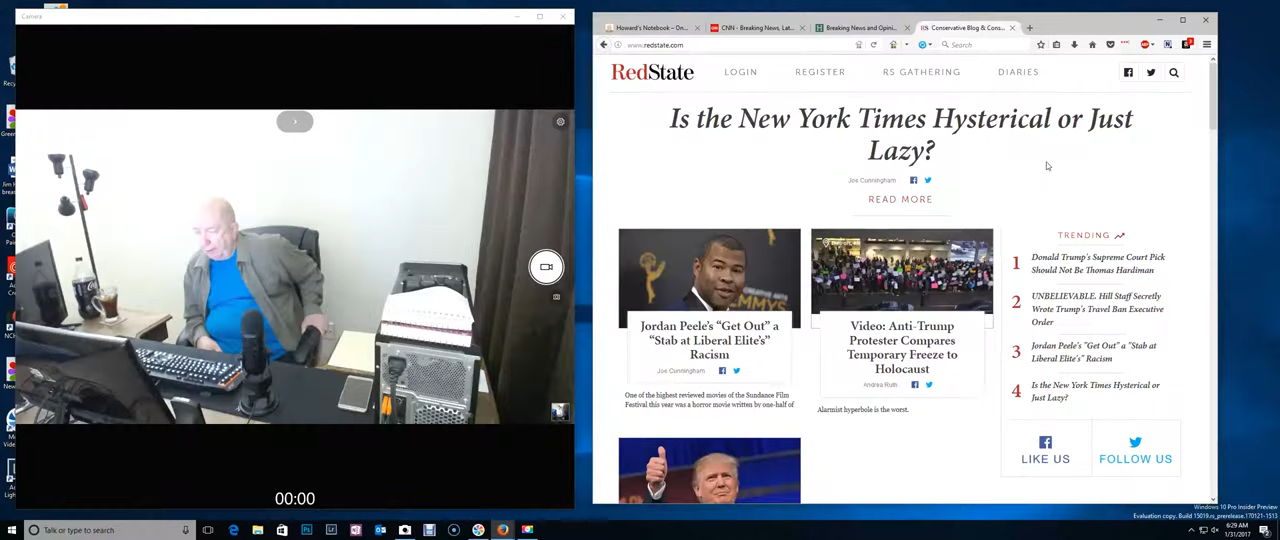 Camera
Howard's Notebook – On...
CNN - Breaking News, Lat...
Breaking News and Opini...
RS Conservative Blog & Cons...
www.redstate.com
Search
RedState
LOGIN
REGISTER
RS GATHERING
DIARIES
Is the New York Times Hysterical or Just
Lazy?
Joe Cunningham
READ MORE
TRENDING
1 Donald Trump's Supreme Court Pick
Should Not Be Thomas Hardiman
2 UNBELIEVABLE. Hill Staff Secretly
Wrote Trump's Travel Ban Executive
Order
3 Jordan Peele's "Get Out" a "Stab at
Liberal Elite's" Racism
4 Is the New York Times Hysterical or
Just Lazy?
Jordan Peele's "Get Out" a
"Stab at Liberal Elite's"
Racism
Joe Cunningham
One of the highest reviewed movies of the Sundance Film
Festival this year was a horror movie written by one-half of
Video: Anti-Trump
Protester Compares
Temporary Freeze to
Holocaust
Andrea Ruth
Alarmist hyperbole is the worst.
LIKE US
FOLLOW US
00:00
Windows 10 Pro Insider Preview
Evaluation copy. Build 15019.rs_prerelease.170121-1513
Talk or type to search
6:29 AM
1/31/2017